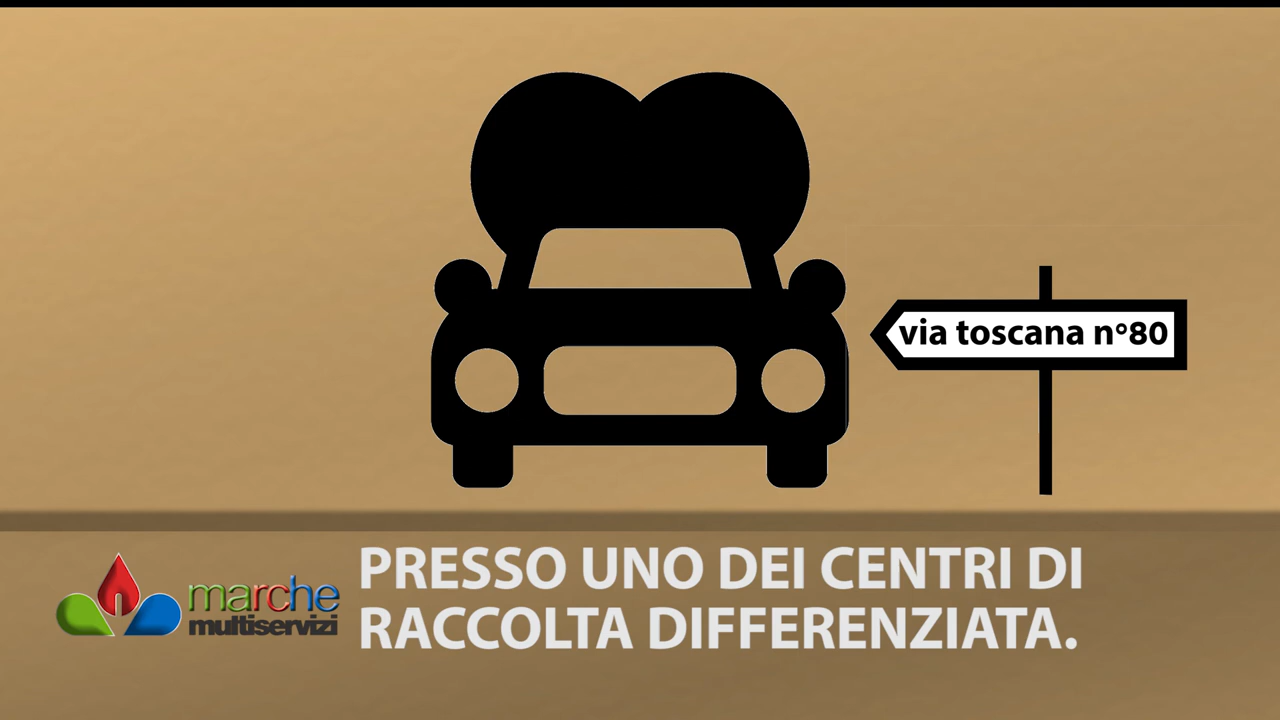 via toscana n°80
marche
multiservizi
PRESSO UNO DEI CENTRI DI
RACCOLTA DIFFERENZIATA.